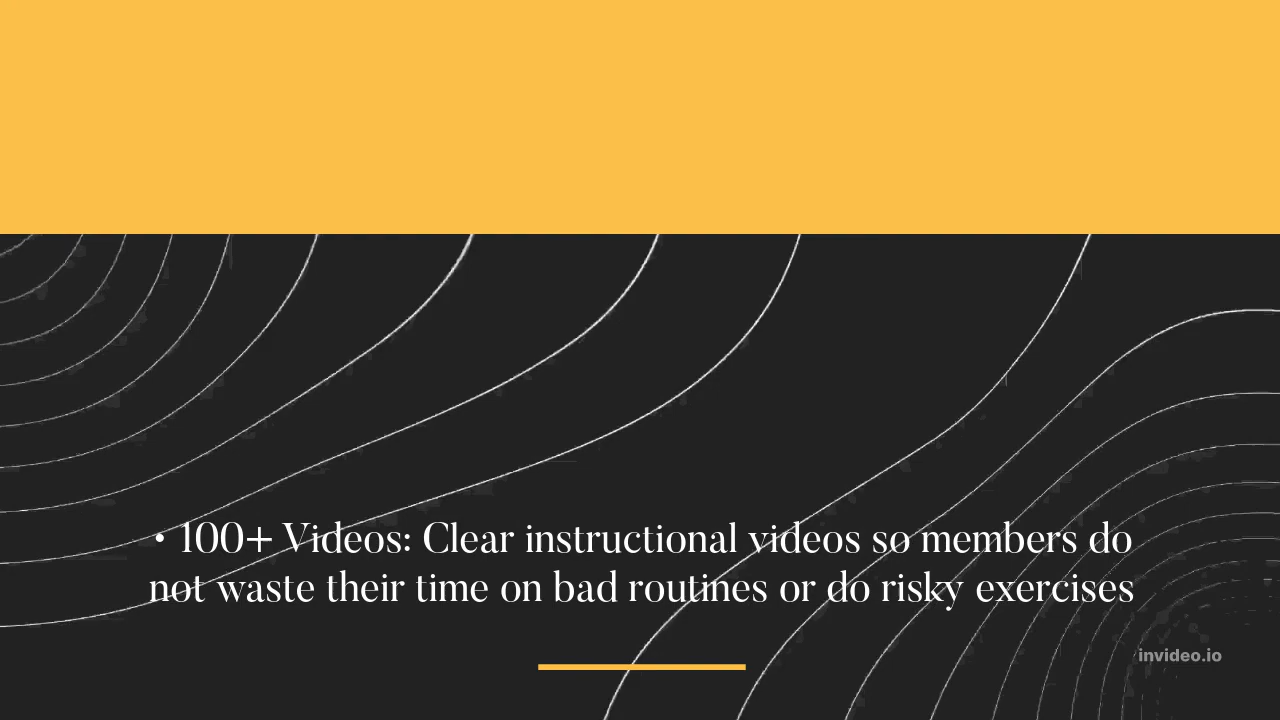 • 100+ Videos: Clear instructional videos so members do
not waste their time on bad routines or do risky exercises
invideo.io